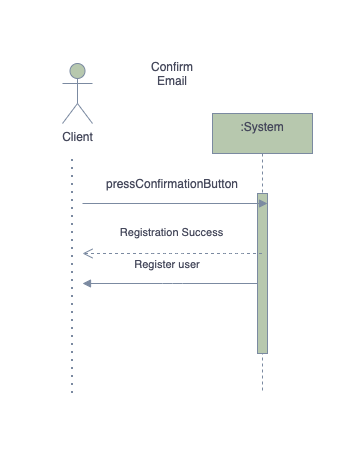 Confirm
Email
Client
:System
pressConfirmationButton
Registration Success
Register user